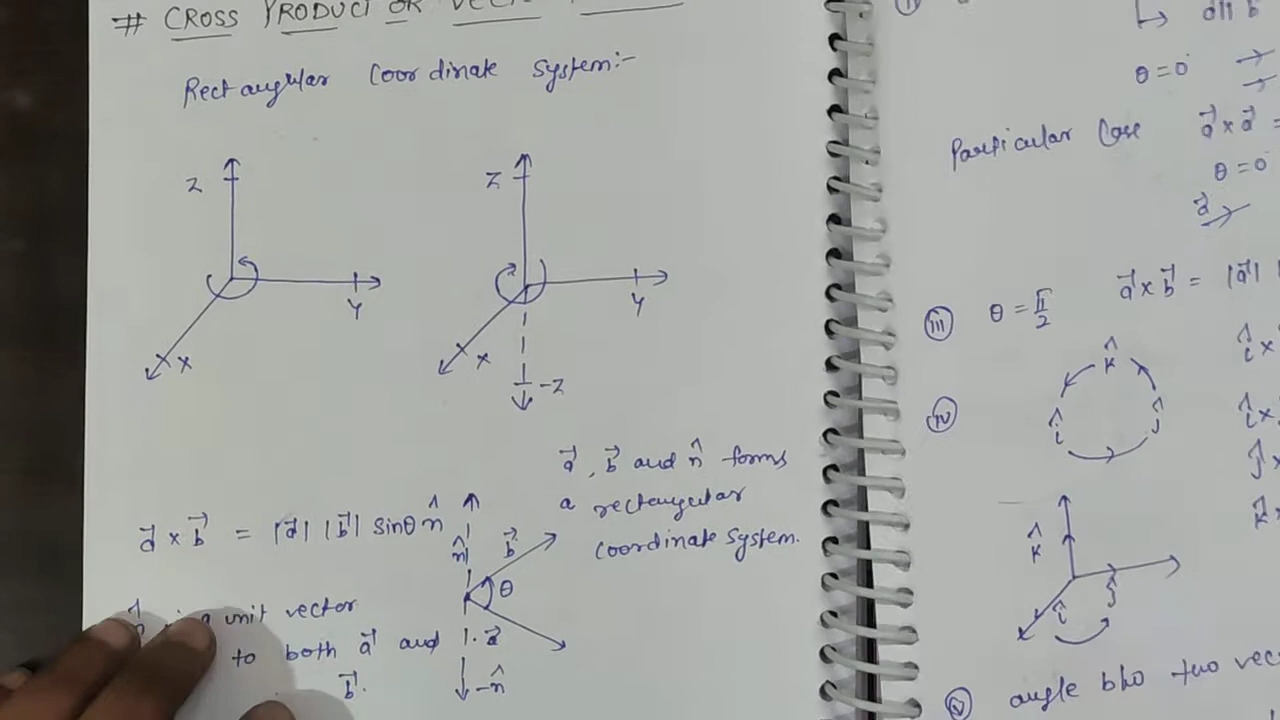 # CROSS PRODUCT OR VECTOR
Rectangular Coordinate System:-
Z
Y
X
Z
Y
X
-Z
a⃗, b⃗ and n̂ forms
a rectangular
coordinate system.
a⃗ × b⃗ = |a⃗| |b⃗| sinθ n̂
n̂
b⃗
θ
a⃗
-n̂
unit vector
to both a⃗ and
b⃗.
θ = 0°
Particular Case a⃗ × a⃗ =
θ = 0°
a⃗
(iii) θ = π/2 a⃗ × b⃗ = |a⃗|
(iv)
k̂
î
ĵ
î ×
î ×
ĵ ×
k̂ ×
k̂
î
ĵ
(v) angle b/w two